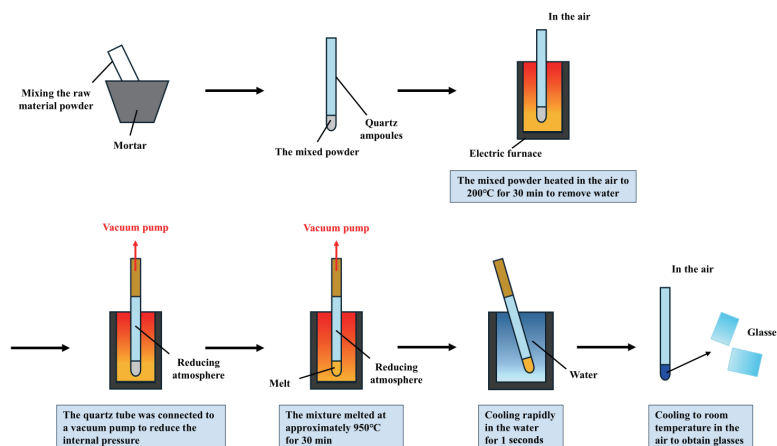 In the air
Mixing the raw
material powder
Mortar
Quartz
ampoules
The mixed powder
Electric furnace
The mixed powder heated in the air to
200°C for 30 min to remove water
Vacuum pump
Reducing
atmosphere
The quartz tube was connected to
a vacuum pump to reduce the
internal pressure
Vacuum pump
Melt
Reducing
atmosphere
The mixture melted at
approximately 950°C
for 30 min
Water
Cooling rapidly
in the water
for 1 seconds
In the air
Glasse
Cooling to room
temperature in the
air to obtain glasses